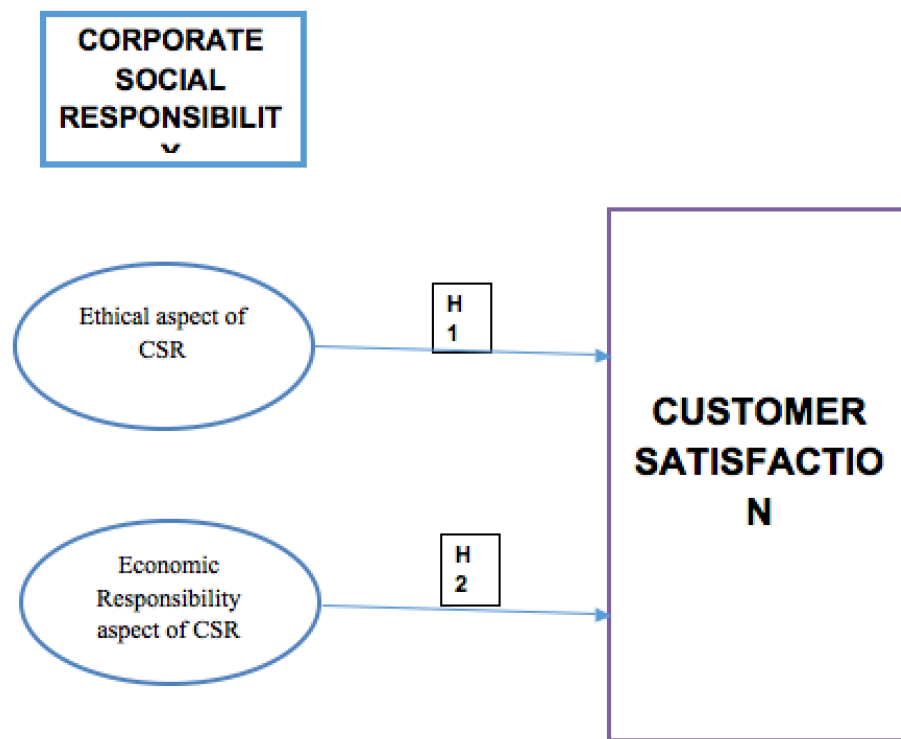 CORPORATE
SOCIAL
RESPONSIBILIT
Y
Ethical aspect of
CSR
H
1
Economic
Responsibility
aspect of CSR
H
2
CUSTOMER
SATISFACTIO
N